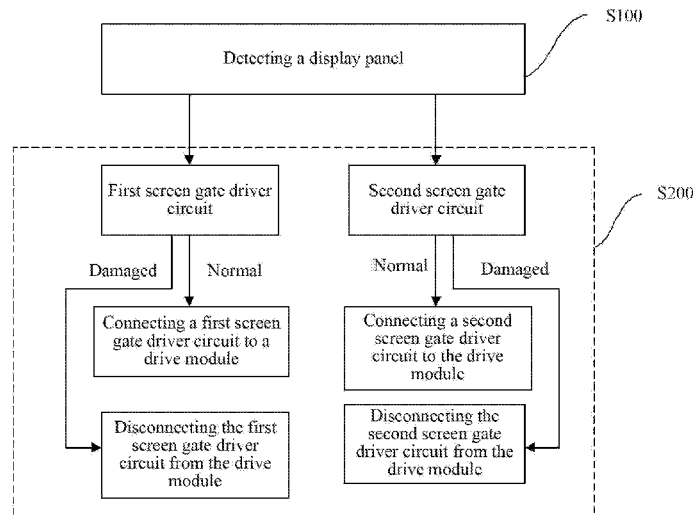 S100
Detecting a display panel
S200
First screen gate driver
circuit
Second screen gate
driver circuit
Damaged
Normal
Normal
Damaged
Connecting a first screen
gate driver circuit to a
drive module
Connecting a second
screen gate driver
circuit to the drive
module
Disconnecting the first
screen gate driver
circuit from the drive
module
Disconnecting the
second screen gate
driver circuit from the
drive module